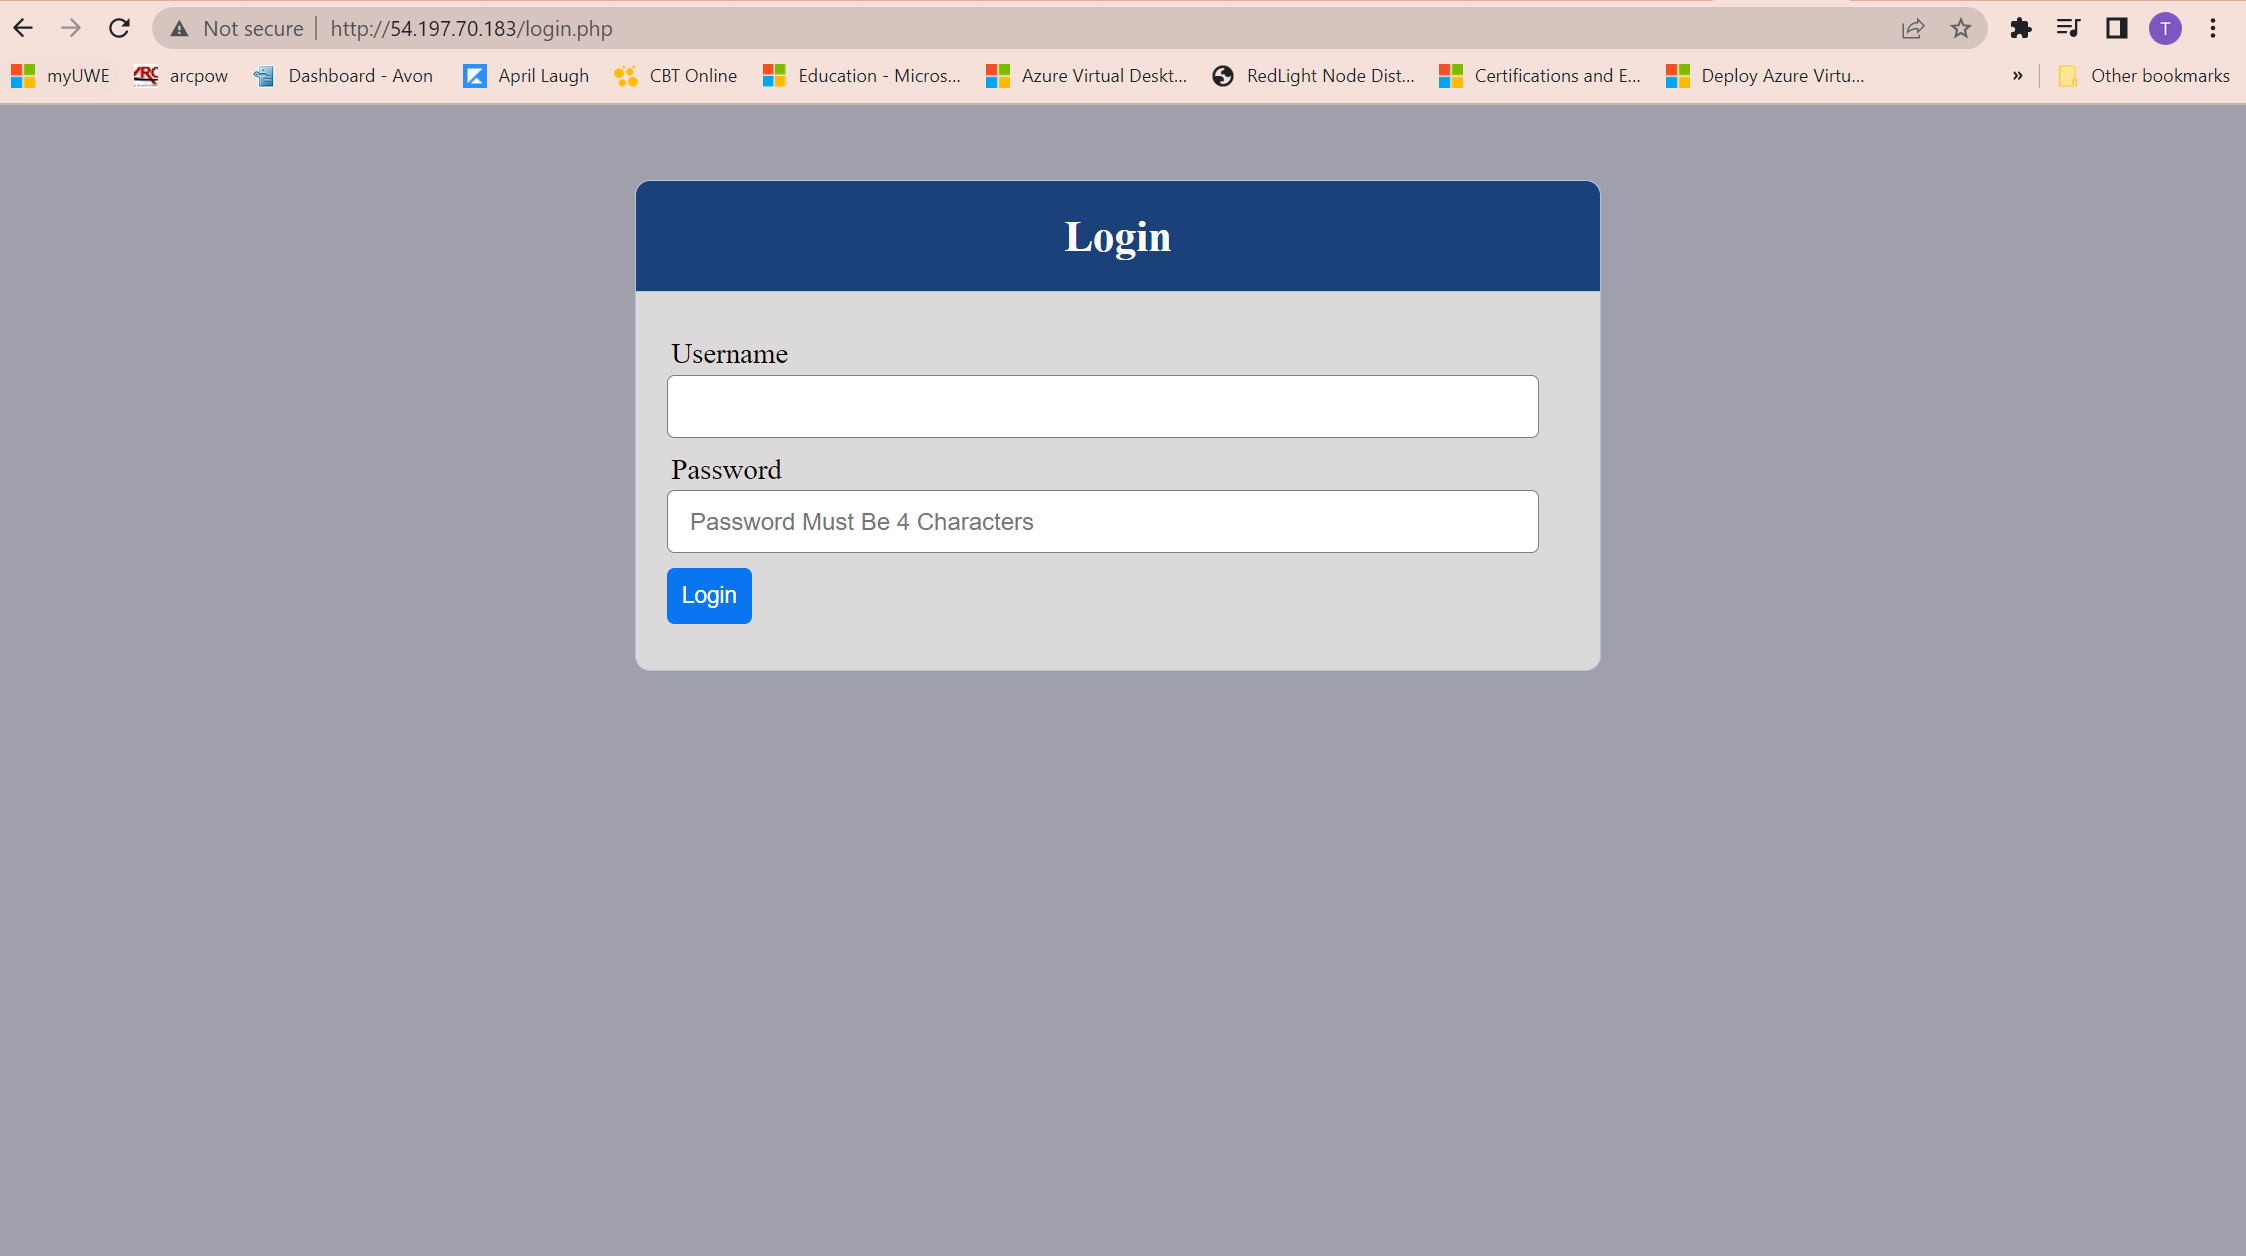 Not secure | http://54.197.70.183/login.php T
myUWE arcpow Dashboard - Avon April Laugh CBT Online Education - Micros... Azure Virtual Deskt... RedLight Node Dist... Certifications and E... Deploy Azure Virtu... » Other bookmarks
Login
Username
Password
Password Must Be 4 Characters
Login